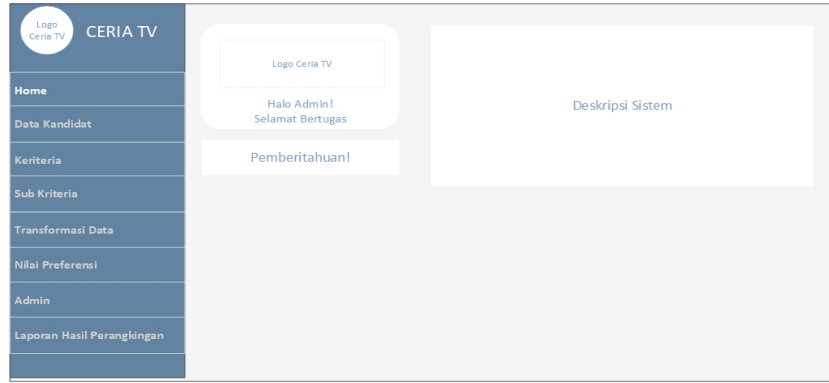 Logo
Ceria TV
CERIA TV
Home
Data Kandidat
Keriteria
Sub Kriteria
Transformasi Data
Nilai Preferensi
Admin
Laporan Hasil Perangkingan
Logo Ceria TV
Halo Admin!
Selamat Bertugas
Pemberitahuan!
Deskripsi Sistem